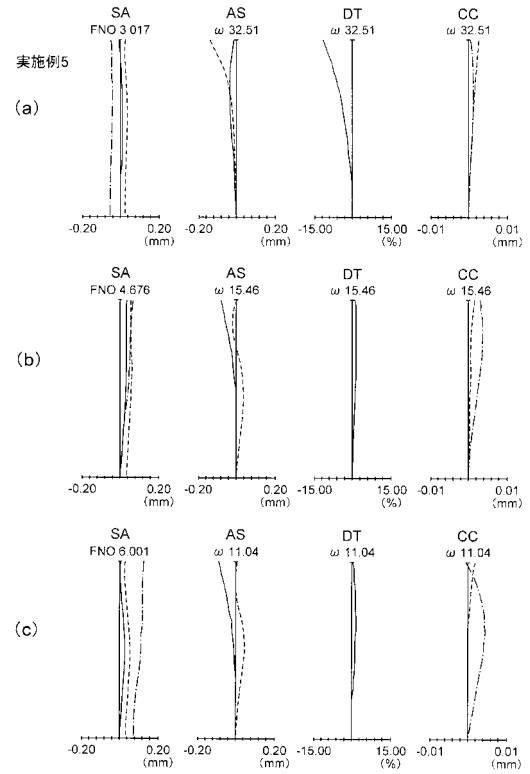 SA AS DT CC
FNO 3.017 ω 32.51 ω 32.51 ω 32.51
実施例5
(a)
-0.20 0.20 -0.20 0.20 -15.00 15.00 -0.01 0.01
(mm) (mm) (%) (mm)
SA AS DT CC
FNO 4.676 ω 15.46 ω 15.46 ω 15.46
(b)
-0.20 0.20 -0.20 0.20 -15.00 15.00 -0.01 0.01
(mm) (mm) (%) (mm)
SA AS DT CC
FNO 6.001 ω 11.04 ω 11.04 ω 11.04
(c)
-0.20 0.20 -0.20 0.20 -15.00 15.00 -0.01 0.01
(mm) (mm) (%) (mm)